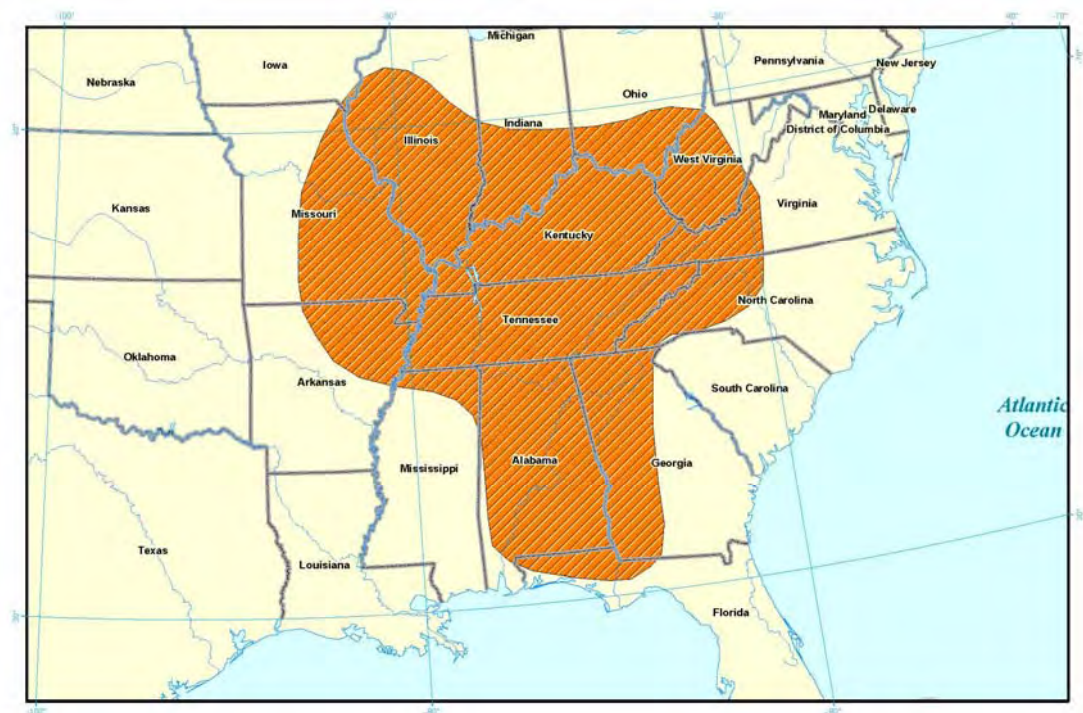 Michigan
Pennsylvania
New Jersey
Iowa
Nebraska
Ohio
Delaware
Maryland
District of Columbia
Indiana
Illinois
West Virginia
Kansas
Missouri
Virginia
Kentucky
North Carolina
Tennessee
Oklahoma
Arkansas
South Carolina
Atlantic
Ocean
Alabama
Georgia
Mississippi
Texas
Louisiana
Florida